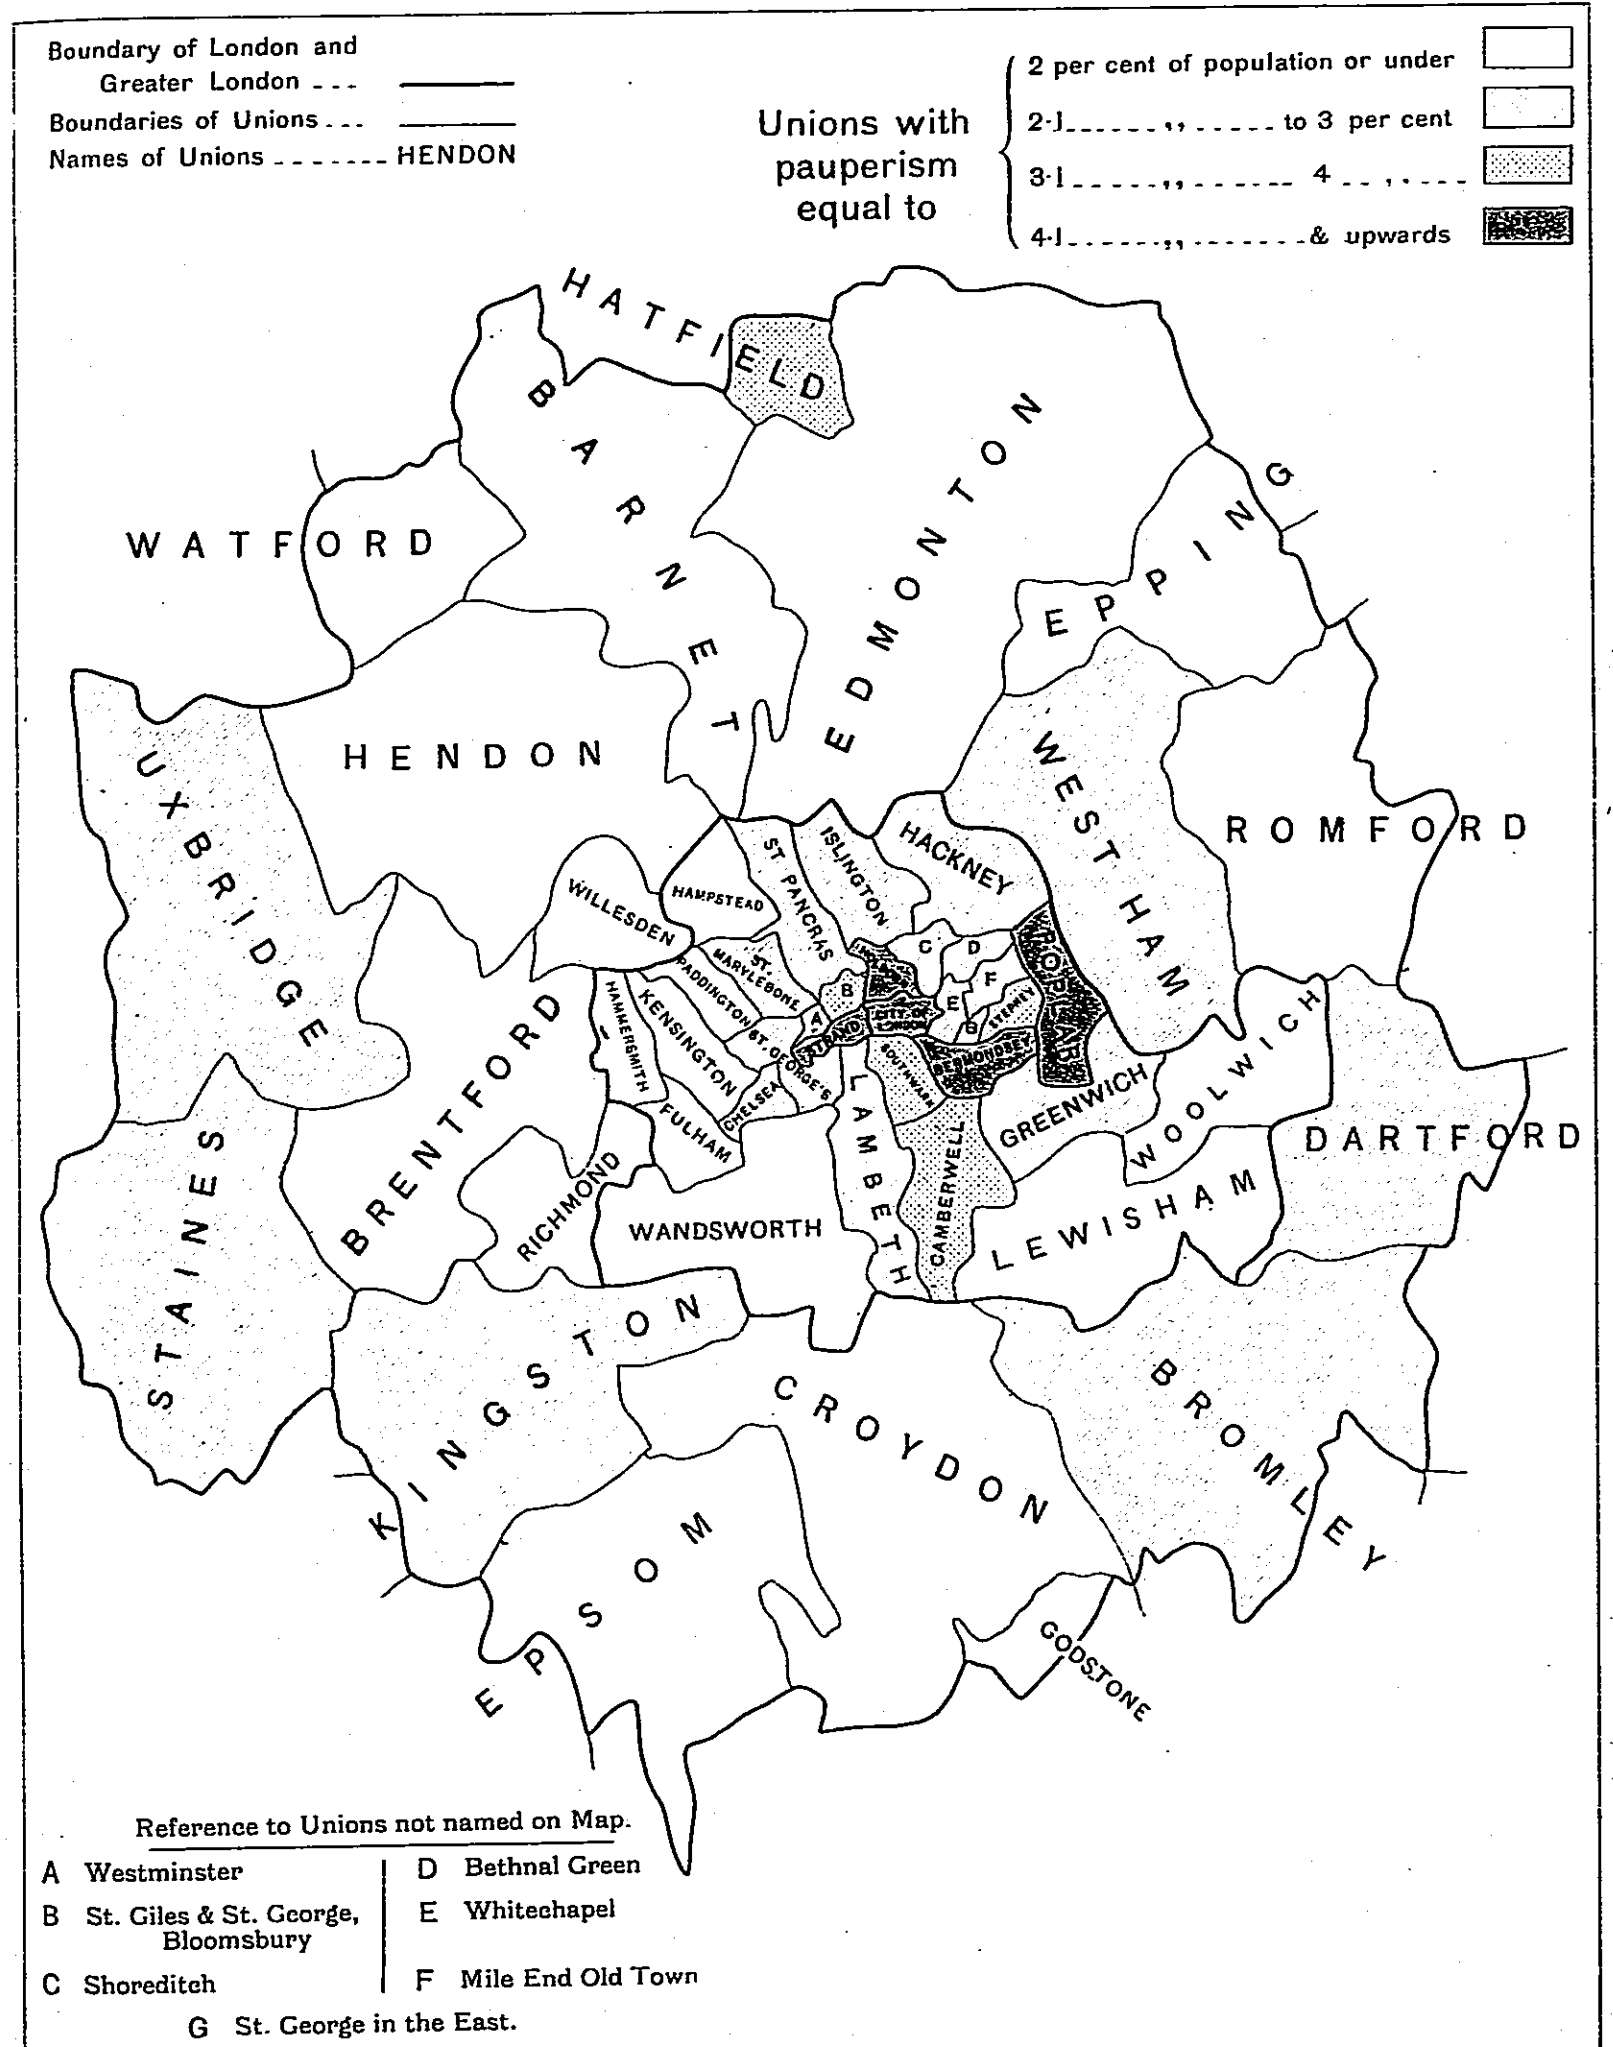 Boundary of London and
Greater London ---
Boundaries of Unions ...
Names of Unions ------- HENDON
Unions with
pauperism
equal to
2 per cent of population or under
2·1 ------ ,, ----- to 3 per cent
3·1 ------ ,, ------ 4 -- ,, ----
4·1 ------ ,, ------- & upwards
HATFIELD
BARNET
EDMONTON
WATFORD
EPPING
HENDON
UXBRIDGE
WEST HAM
ROMFORD
ST PANCRAS
ISLINGTON
HACKNEY
WILLESDEN
HAMPSTEAD
ST. MARYLEBONE
PADDINGTON
C
D
POPLAR
B
F
E
A
CITY OF
LONDON
G
STEPNEY
STRAND
HAMMERSMITH
KENSINGTON
ST. GEORGE'S
BERMONDSEY
SOUTHWARK
CHELSEA
FULHAM
LAMBETH
CAMBERWELL
GREENWICH
WOOLWICH
DARTFORD
BRENTFORD
STAINES
RICHMOND
WANDSWORTH
LEWISHAM
KINGSTON
CROYDON
BROMLEY
EPSOM
GODSTONE
Reference to Unions not named on Map.
A Westminster
B St. Giles & St. George,
Bloomsbury
C Shoreditch
D Bethnal Green
E Whitechapel
F Mile End Old Town
G St. George in the East.